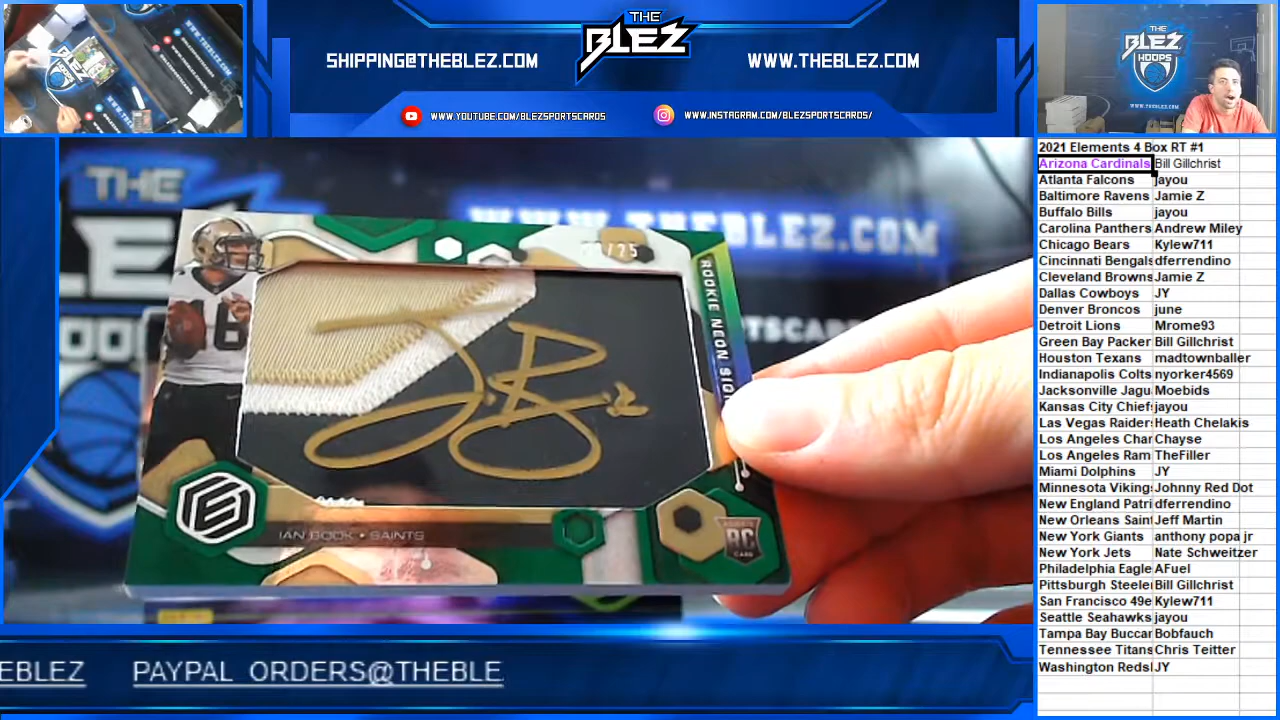 THE
BLEZ
SHIPPING@THEBLEZ.COM
WWW.THEBLEZ.COM
WWW.YOUTUBE.COM/BLEZSPORTSCARDS
WWW.INSTAGRAM.COM/BLEZSPORTSCARDS/
THE
BLEZ
HOOPS
2021 Elements 4 Box RT #1
Arizona Cardinals Bill Gillchrist
Atlanta Falcons jayou
Baltimore Ravens Jamie Z
Buffalo Bills jayou
Carolina Panthers Andrew Miley
Chicago Bears Kylew711
Cincinnati Bengals dferrendino
Cleveland Browns Jamie Z
Dallas Cowboys JY
Denver Broncos june
Detroit Lions Mrome93
Green Bay Packer Bill Gillchrist
Houston Texans madtownballer
Indianapolis Colts nyorker4569
Jacksonville Jagu Moebids
Kansas City Chief jayou
Las Vegas Raider Heath Chelakis
Los Angeles Char Chayse
Los Angeles Ram TheFiller
Miami Dolphins JY
Minnesota Viking Johnny Red Dot
New England Patri dferrendino
New Orleans Saint Jeff Martin
New York Giants anthony popa jr
New York Jets Nate Schweitzer
Philadelphia Eagle AFuel
Pittsburgh Steele Bill Gillchrist
San Francisco 49e Kylew711
Seattle Seahawks jayou
Tampa Bay Buccan Bobfauch
Tennessee Titans Chris Teitter
Washington Redsl JY
THE
WWW.
BLEZ.COM
/25
ROOKIE NEON SIG
16
IAN BOOK • SAINTS
RC
CARD
EBLEZ PAYPAL ORDERS@THEBLE